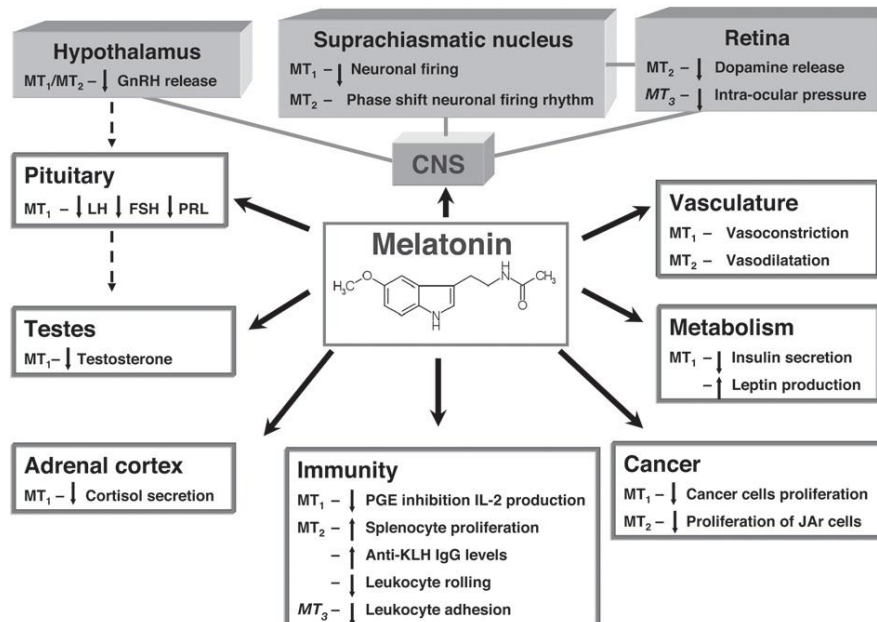 Hypothalamus
MT1/MT2 – ↓ GnRH release
Suprachiasmatic nucleus
MT1 – ↓ Neuronal firing
MT2 – Phase shift neuronal firing rhythm
Retina
MT2 – ↓ Dopamine release
MT3 – ↓ Intra-ocular pressure
CNS
Pituitary
MT1 – ↓ LH ↓ FSH ↓ PRL
Melatonin
H3C
O
N
H
H
N
O
CH3
Vasculature
MT1 – Vasoconstriction
MT2 – Vasodilatation
Testes
MT1– ↓ Testosterone
Metabolism
MT1 – ↓ Insulin secretion
– ↑ Leptin production
Adrenal cortex
MT1 – ↓ Cortisol secretion
Immunity
MT1 – ↓ PGE inhibition IL-2 production
MT2 – ↑ Splenocyte proliferation
– ↑ Anti-KLH IgG levels
– ↓ Leukocyte rolling
MT3 – ↓ Leukocyte adhesion
Cancer
MT1 – ↓ Cancer cells proliferation
MT2 – ↓ Proliferation of JAr cells